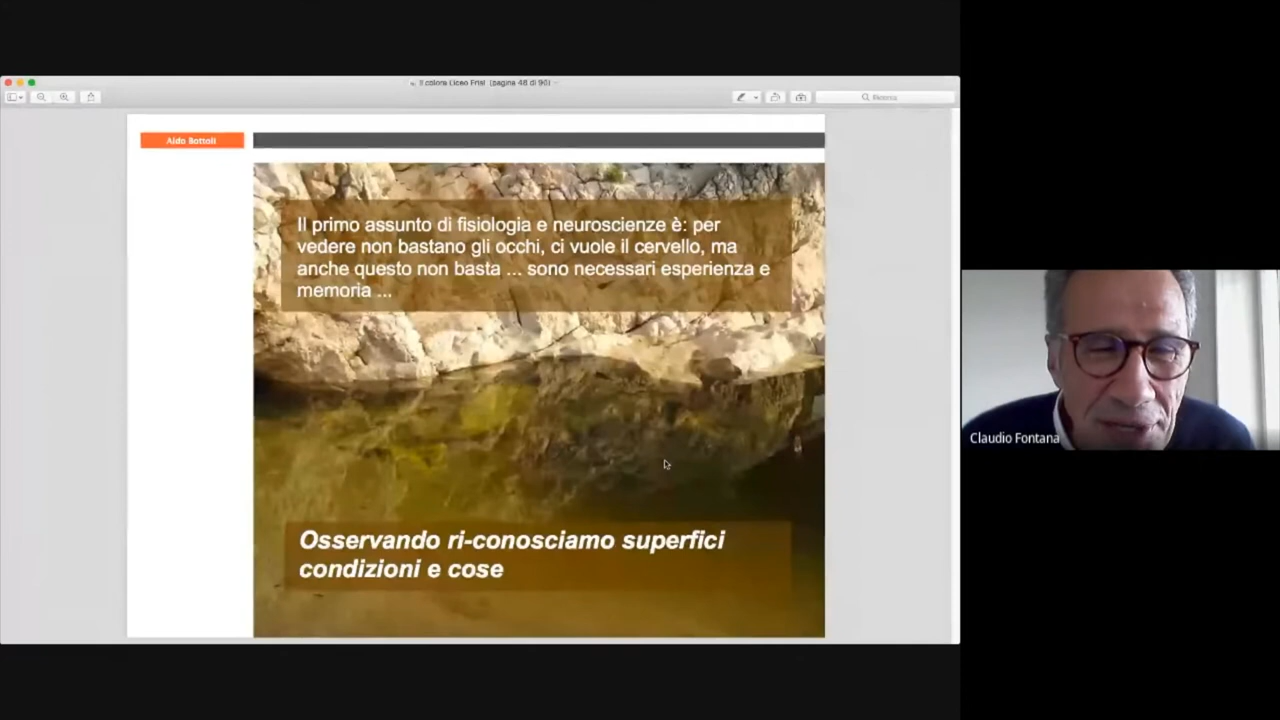 Il colore Liceo Frisi (pagina 48 di 90)
Ricerca
Aldo Bottoli
Il primo assunto di fisiologia e neuroscienze è: per
vedere non bastano gli occhi, ci vuole il cervello, ma
anche questo non basta ... sono necessari esperienza e
memoria ...
Osservando ri-conosciamo superfici
condizioni e cose
Claudio Fontana